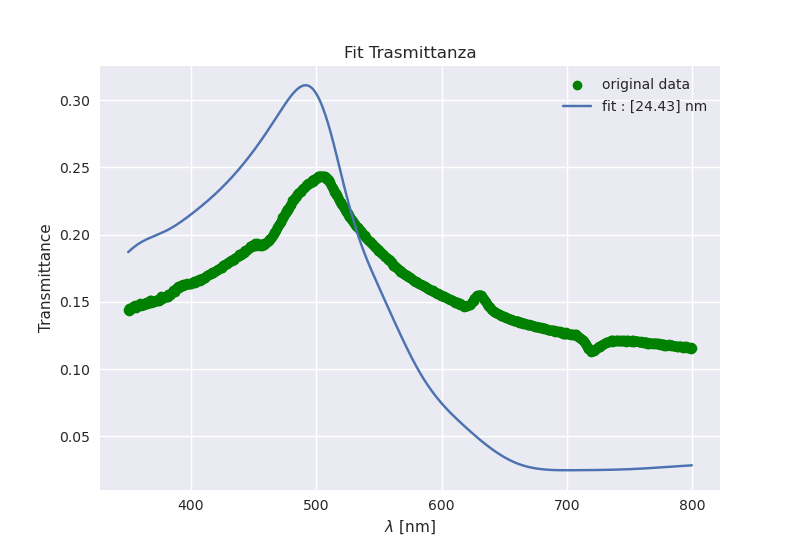 Fit Trasmittanza
original data
fit : [24.43] nm
0.30
0.25
0.20
0.15
0.10
0.05
Transmittance
400 500 600 700 800
λ [nm]